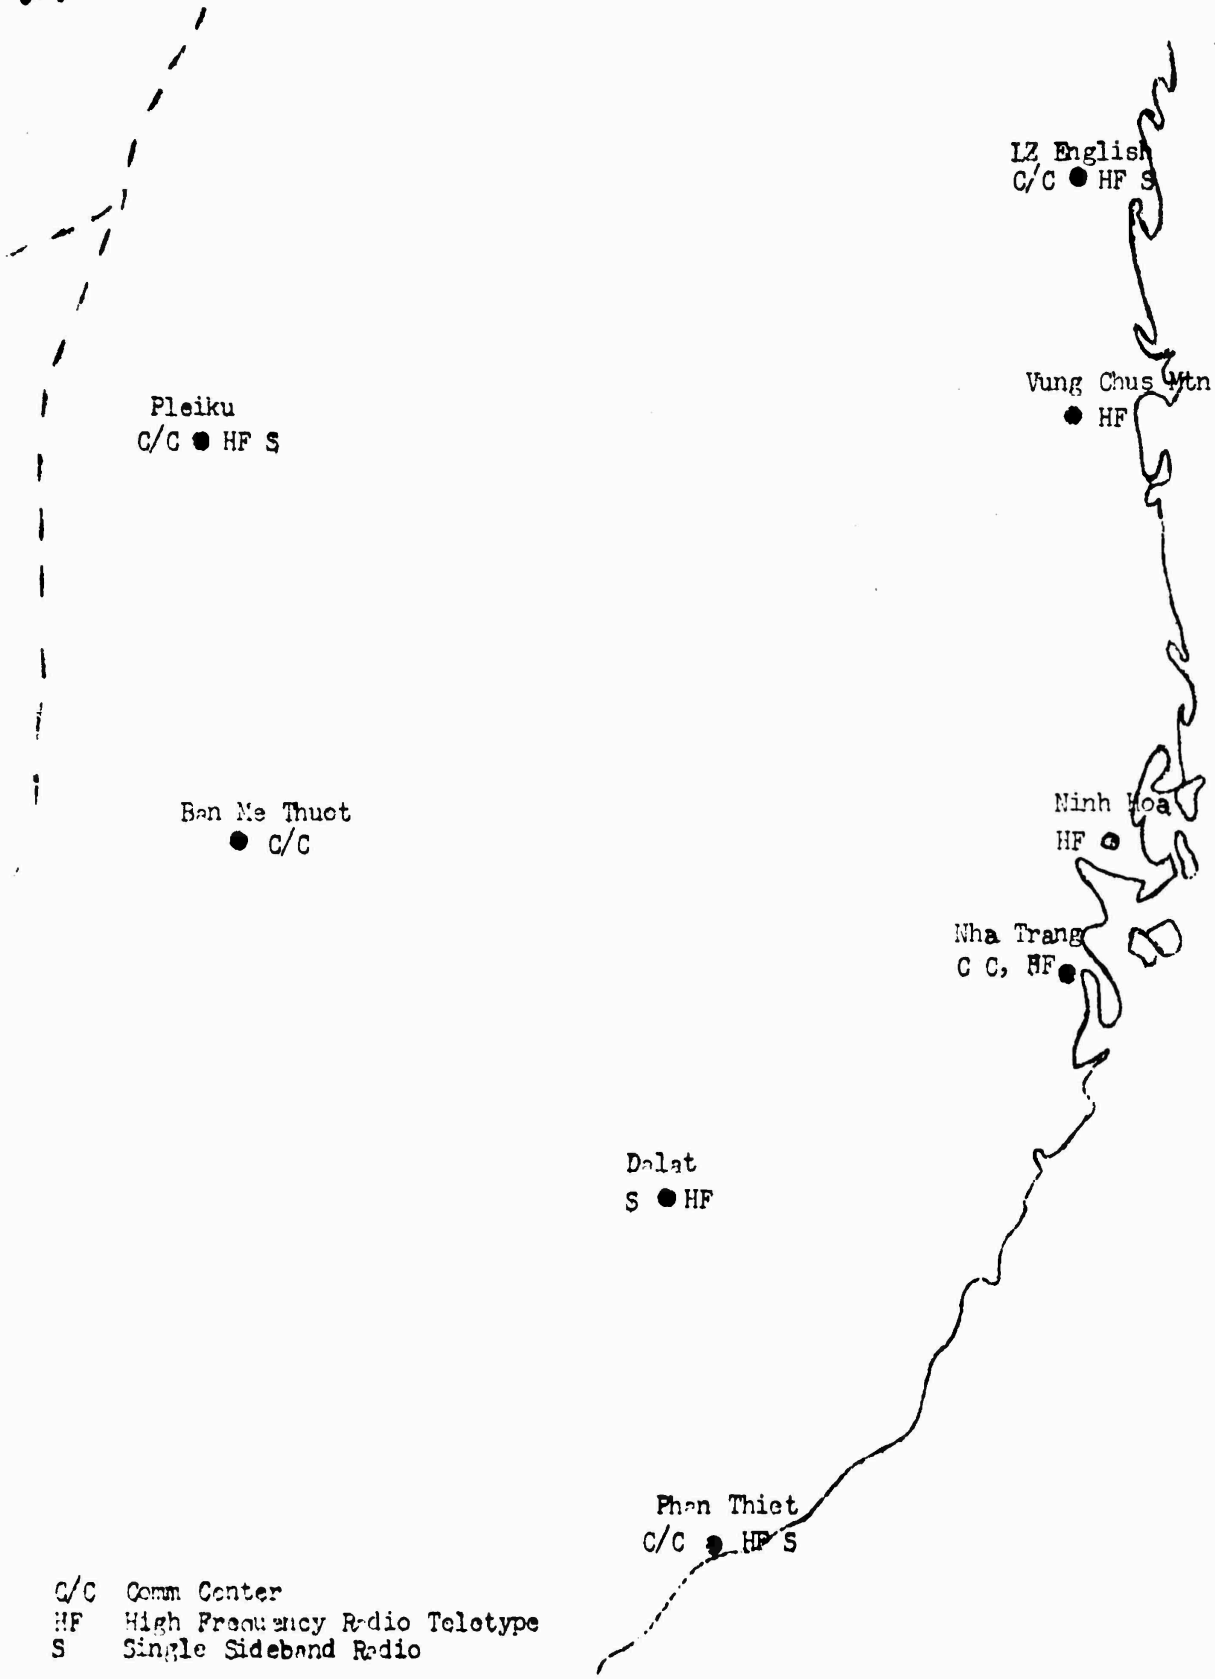 LZ English
C/C HF S
Vung Chus Mtn
HF
Pleiku
C/C HF S
Ban Me Thuot
C/C
Ninh Hoa
HF
Nha Trang
C C, HF
Dalat
S HF
Phan Thiet
C/C HF S
C/C Comm Center
HF High Frequency Radio Teletype
S Single Sideband Radio